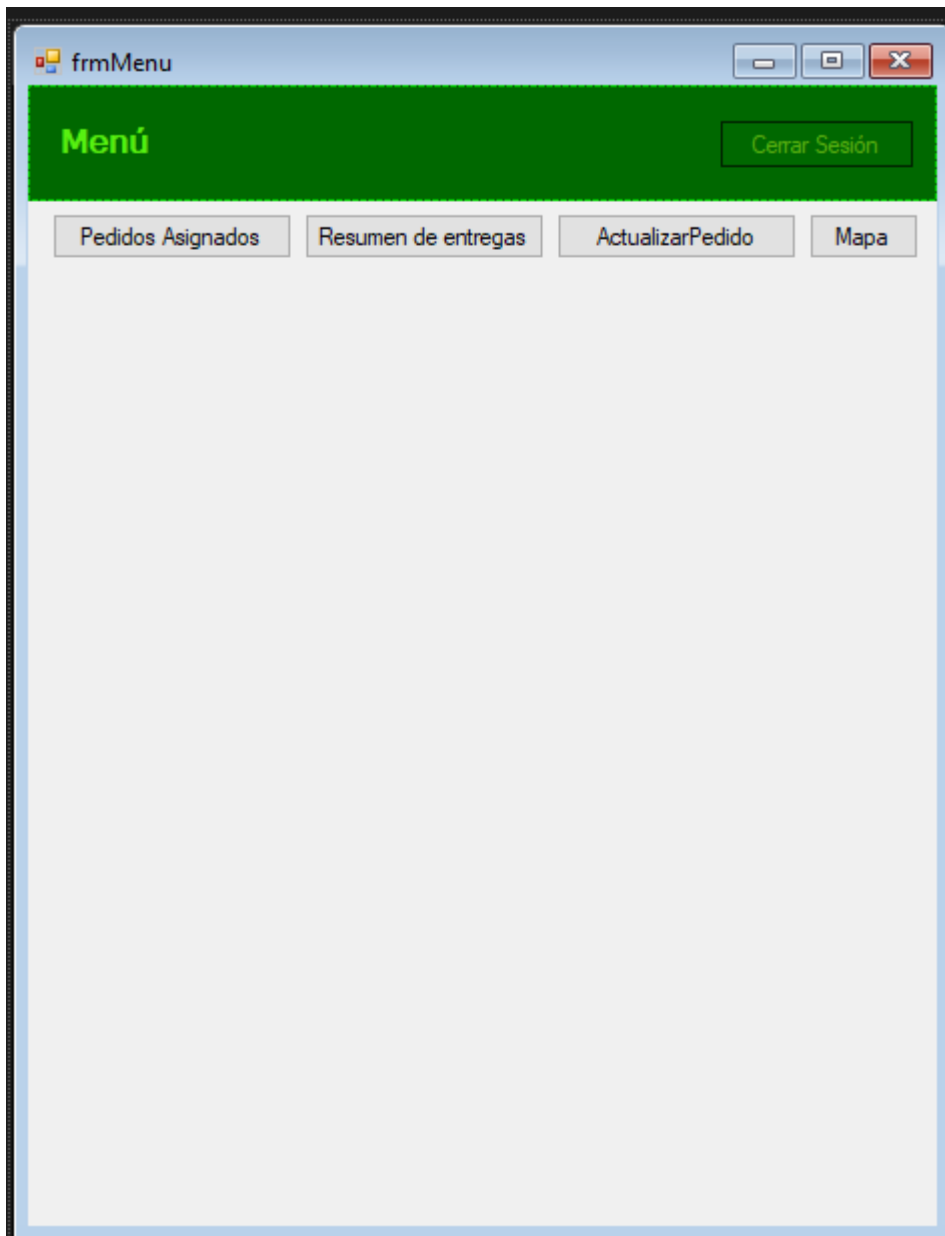 frmMenu
Menú
Cerrar Sesión
Pedidos Asignados
Resumen de entregas
ActualizarPedido
Mapa